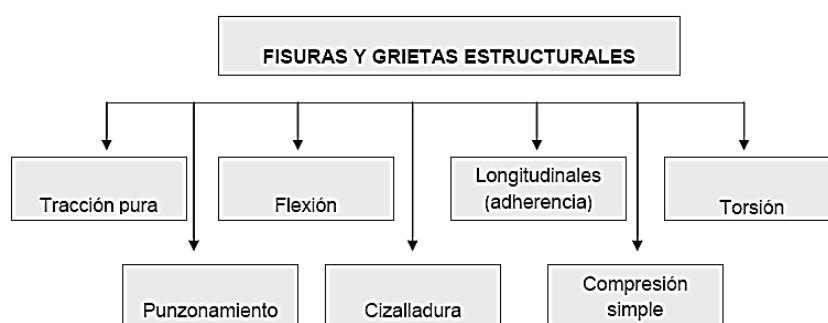 FISURAS Y GRIETAS ESTRUCTURALES
Tracción pura
Flexión
Longitudinales
(adherencia)
Torsión
Punzonamiento
Cizalladura
Compresión
simple